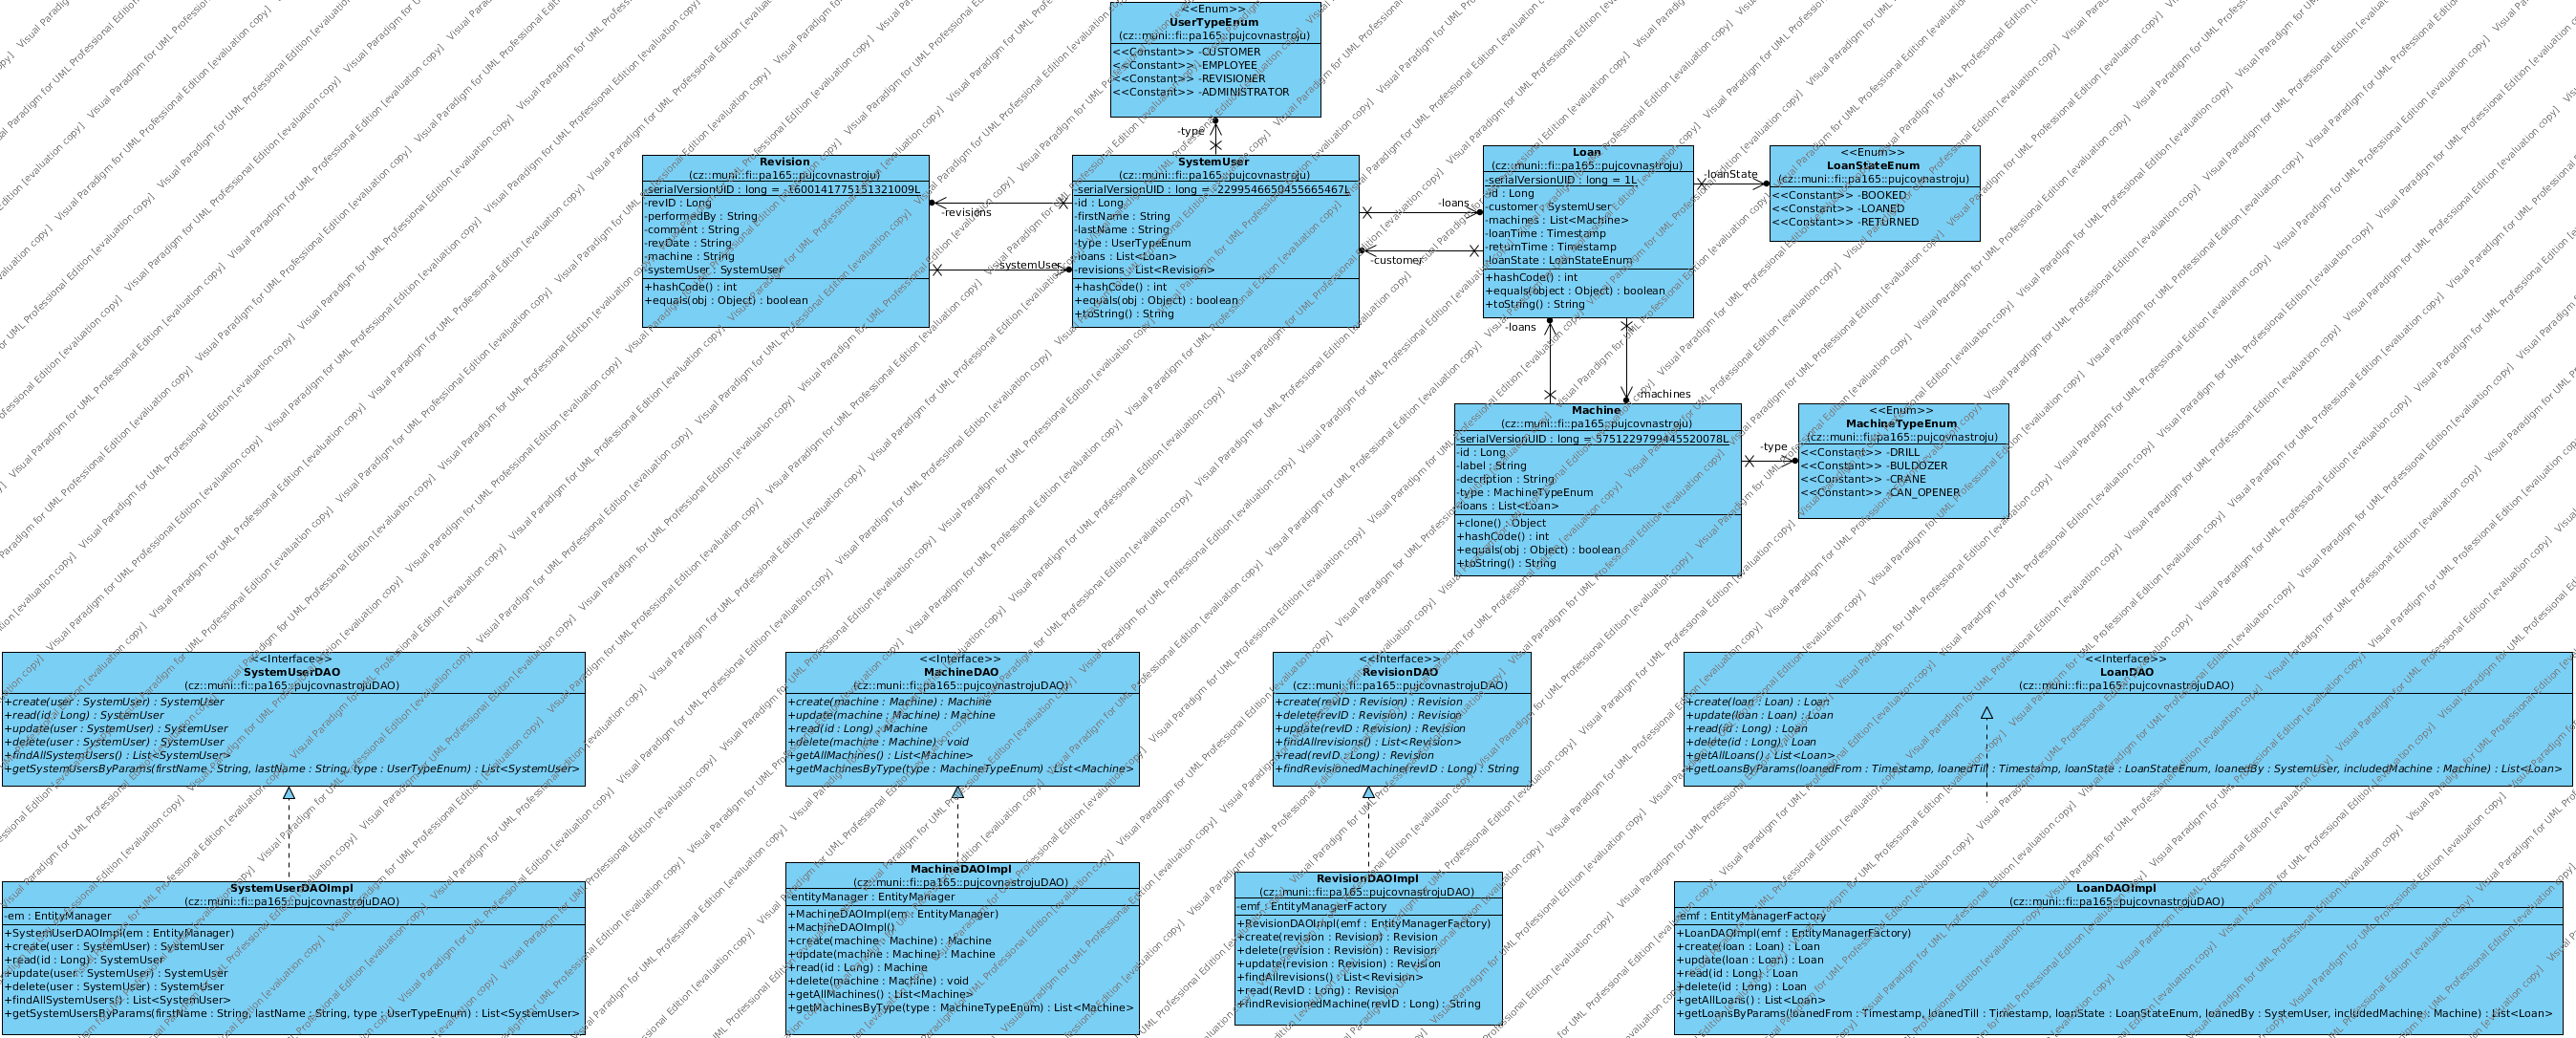 <<Enum>>
UserTypeEnum
(cz::muni::fi::pa165::pujcovnastroju)
<<Constant>> -CUSTOMER
<<Constant>> -EMPLOYEE
<<Constant>> -REVISIONER
<<Constant>> -ADMINISTRATOR
-type
Revision
(cz::muni::fi::pa165::pujcovnastroju)
-serialVersionUID : long = 1600141775151321009L
-revID : Long
-performedBy : String
-comment : String
-revDate : String
-machine : String
-systemUser : SystemUser
+hashCode() : int
+equals(obj : Object) : boolean
-revisions
-systemUser
SystemUser
(cz::muni::fi::pa165::pujcovnastroju)
-id : Long
-firstName : String
-lastName : String
-type : UserTypeEnum
-loans : List<Loan>
-revisions : List<Revision>
+hashCode() : int
+equals(obj : Object) : boolean
+toString() : String
-loans
-customer
Loan
(cz::muni::fi::pa165::pujcovnastroju)
-serialVersionUID : long = 1L
-id : Long
-customer : SystemUser
-machines : List<Machine>
-loanTime : Timestamp
-returnTime : Timestamp
-loanState : LoanStateEnum
+hashCode() : int
+equals(object : Object) : boolean
+toString() : String
-loanState
<<Enum>>
LoanStateEnum
(cz::muni::fi::pa165::pujcovnastroju)
<<Constant>> -BOOKED
<<Constant>> -LOANED
<<Constant>> -RETURNED
-loans
-machines
Machine
(cz::muni::fi::pa165::pujcovnastroju)
-serialVersionUID : long = 5751229799445520078L
-id : Long
-label : String
-decription : String
-type : MachineTypeEnum
-loans : List<Loan>
+clone() : Object
+hashCode() : int
+equals(obj : Object) : boolean
+toString() : String
-type
<<Enum>>
MachineTypeEnum
(cz::muni::fi::pa165::pujcovnastroju)
<<Constant>> -DRILL
<<Constant>> -BULDOZER
<<Constant>> -CRANE
<<Constant>> -CAN_OPENER
<<Interface>>
SystemUserDAO
(cz::muni::fi::pa165::pujcovnastrojuDAO)
+create(user : SystemUser) : SystemUser
+read(id : Long) : SystemUser
+update(user : SystemUser) : SystemUser
+delete(user : SystemUser) : SystemUser
+findAllSystemUsers() : List<SystemUser>
+getSystemUsersByParams(firstName : String, lastName : String, type : UserTypeEnum) : List<SystemUser>
<<Interface>>
MachineDAO
(cz::muni::fi::pa165::pujcovnastrojuDAO)
+create(machine : Machine) : Machine
+update(machine : Machine) : Machine
+read(id : Long) : Machine
+delete(machine : Machine) : void
+getAllMachines() : List<Machine>
+getMachinesByType(type : MachineTypeEnum) : List<Machine>
<<Interface>>
RevisionDAO
(cz::muni::fi::pa165::pujcovnastrojuDAO)
+create(revID : Revision) : Revision
+delete(revID : Revision) : Revision
+update(revID : Revision) : Revision
+findAllrevisions() : List<Revision>
+read(revID : Long) : Revision
+findRevisionedMachine(revID : Long) : String
<<Interface>>
LoanDAO
(cz::muni::fi::pa165::pujcovnastrojuDAO)
+create(loan : Loan) : Loan
+update(loan : Loan) : Loan
+read(id : Long) : Loan
+delete(id : Long) : Loan
+getAllLoans() : List<Loan>
+getLoansByParams(loanedFrom : Timestamp, loanedTill : Timestamp, loanState : LoanStateEnum, loanedBy : SystemUser, includedMachine : Machine) : List<Loan>
SystemUserDAOImpl
(cz::muni::fi::pa165::pujcovnastrojuDAO)
-em : EntityManager
+SystemUserDAOImpl(em : EntityManager)
+create(user : SystemUser) : SystemUser
+read(id : Long) : SystemUser
+update(user : SystemUser) : SystemUser
+delete(user : SystemUser) : SystemUser
+findAllSystemUsers() : List<SystemUser>
+getSystemUsersByParams(firstName : String, lastName : String, type : UserTypeEnum) : List<SystemUser>
MachineDAOImpl
(cz::muni::fi::pa165::pujcovnastrojuDAO)
-entityManager : EntityManager
+MachineDAOImpl(em : EntityManager)
+MachineDAOImpl()
+create(machine : Machine) : Machine
+update(machine : Machine) : Machine
+read(id : Long) : Machine
+delete(machine : Machine) : void
+getAllMachines() : List<Machine>
+getMachinesByType(type : MachineTypeEnum) : List<Machine>
RevisionDAOImpl
(cz::muni::fi::pa165::pujcovnastrojuDAO)
-emf : EntityManagerFactory
+RevisionDAOImpl(emf : EntityManagerFactory)
+create(revision : Revision) : Revision
+delete(revision : Revision) : Revision
+update(revision : Revision) : Revision
+findAllrevisions() : List<Revision>
+read(RevID : Long) : Revision
+findRevisionedMachine(revID : Long) : String
LoanDAOImpl
(cz::muni::fi::pa165::pujcovnastrojuDAO)
-emf : EntityManagerFactory
+LoanDAOImpl(emf : EntityManagerFactory)
+create(loan : Loan) : Loan
+update(loan : Loan) : Loan
+read(id : Long) : Loan
+delete(id : Long) : Loan
+getAllLoans() : List<Loan>
+getLoansByParams(loanedFrom : Timestamp, loanedTill : Timestamp, loanState : LoanStateEnum, loanedBy : SystemUser, includedMachine : Machine) : List<Loan>
Visual Paradigm for UML Professional Edition [evaluation copy]